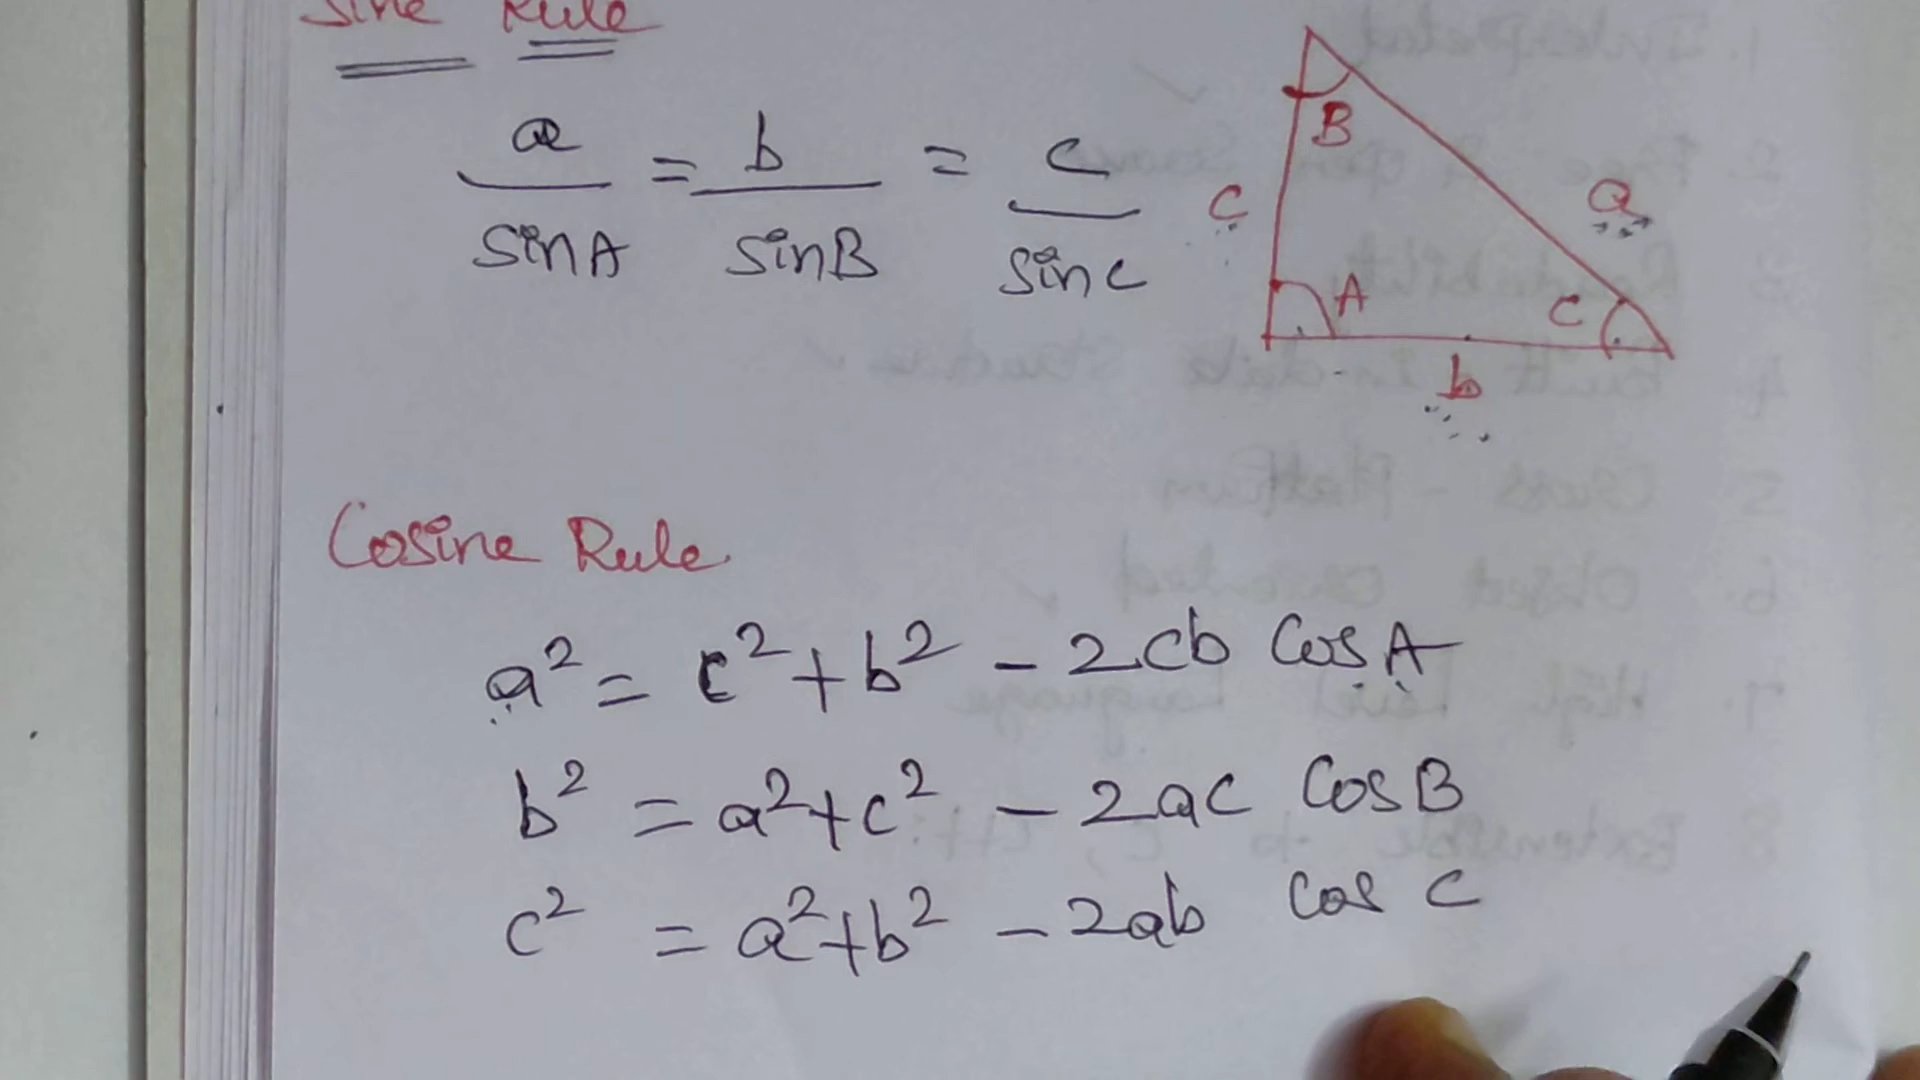 Sine Rule
a/sinA = b/sinB = c/sinC
B
c
a
A
C
b
Cosine Rule
a² = c² + b² - 2cb CosA
b² = a² + c² - 2ac CosB
c² = a² + b² - 2ab Cos C